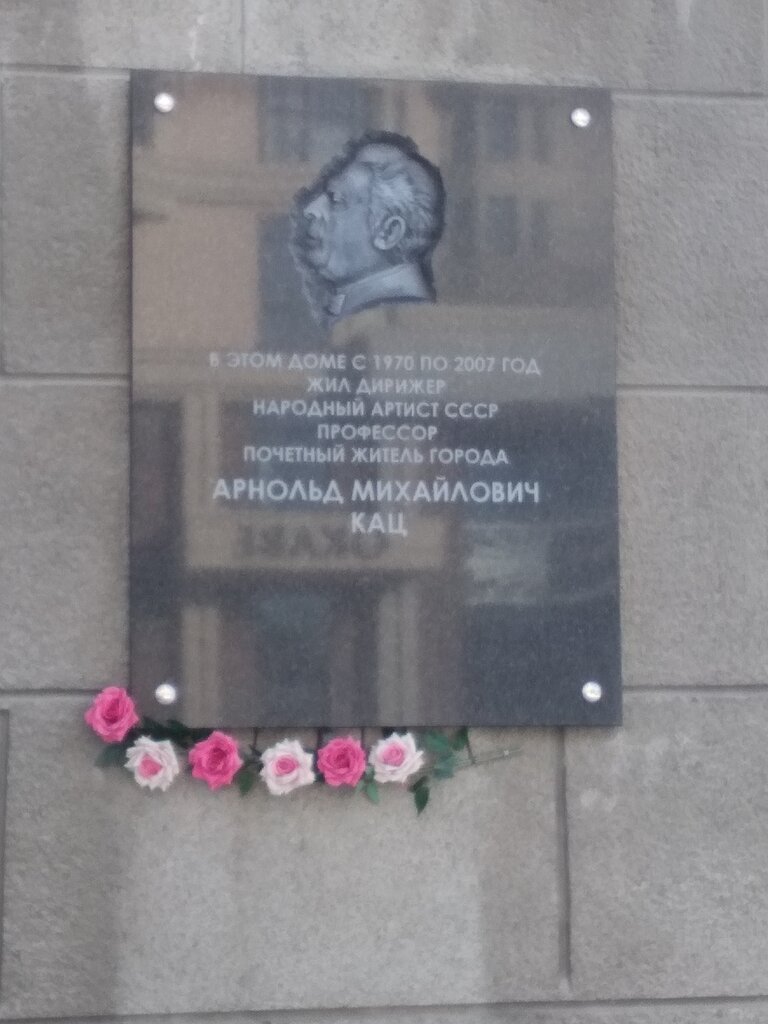 В ЭТОМ ДОМЕ С 1970 ПО 2007 ГОД
ЖИЛ ДИРИЖЕР
НАРОДНЫЙ АРТИСТ СССР
ПРОФЕССОР
ПОЧЕТНЫЙ ЖИТЕЛЬ ГОРОДА
АРНОЛЬД МИХАЙЛОВИЧ
КАЦ